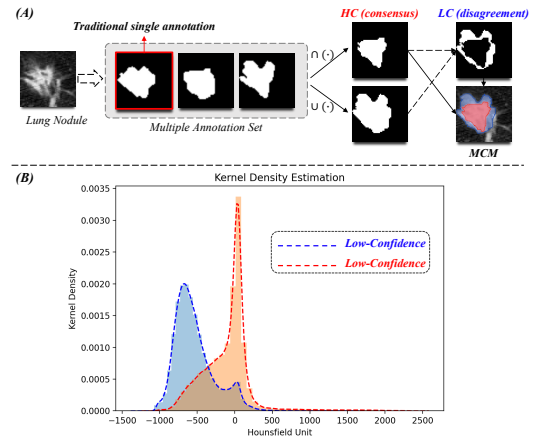 (A)
HC (consensus)
LC (disagreement)
Traditional single annotation
∩ (·)
∪ (·)
Lung Nodule
Multiple Annotation Set
MCM
(B)
Kernel Density Estimation
Kernel Density
0.0035
0.0030
0.0025
0.0020
0.0015
0.0010
0.0005
0.0000
Low-Confidence
Low-Confidence
−1500 −1000 −500 0 500 1000 1500 2000 2500
Hounsfield Unit